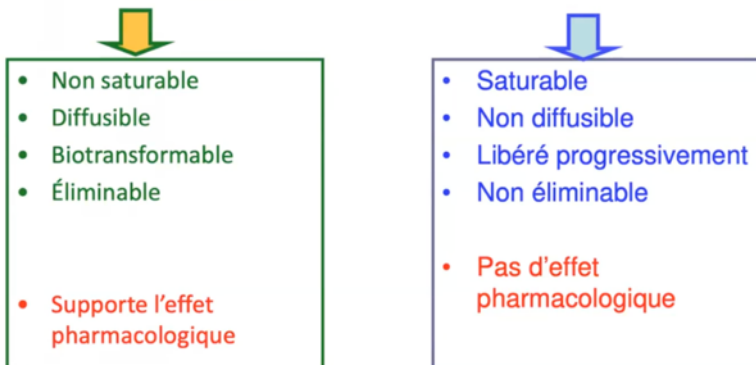 • Non saturable
• Diffusible
• Biotransformable
• Éliminable
• Supporte l'effet
pharmacologique
• Saturable
• Non diffusible
• Libéré progressivement
• Non éliminable
• Pas d'effet
pharmacologique